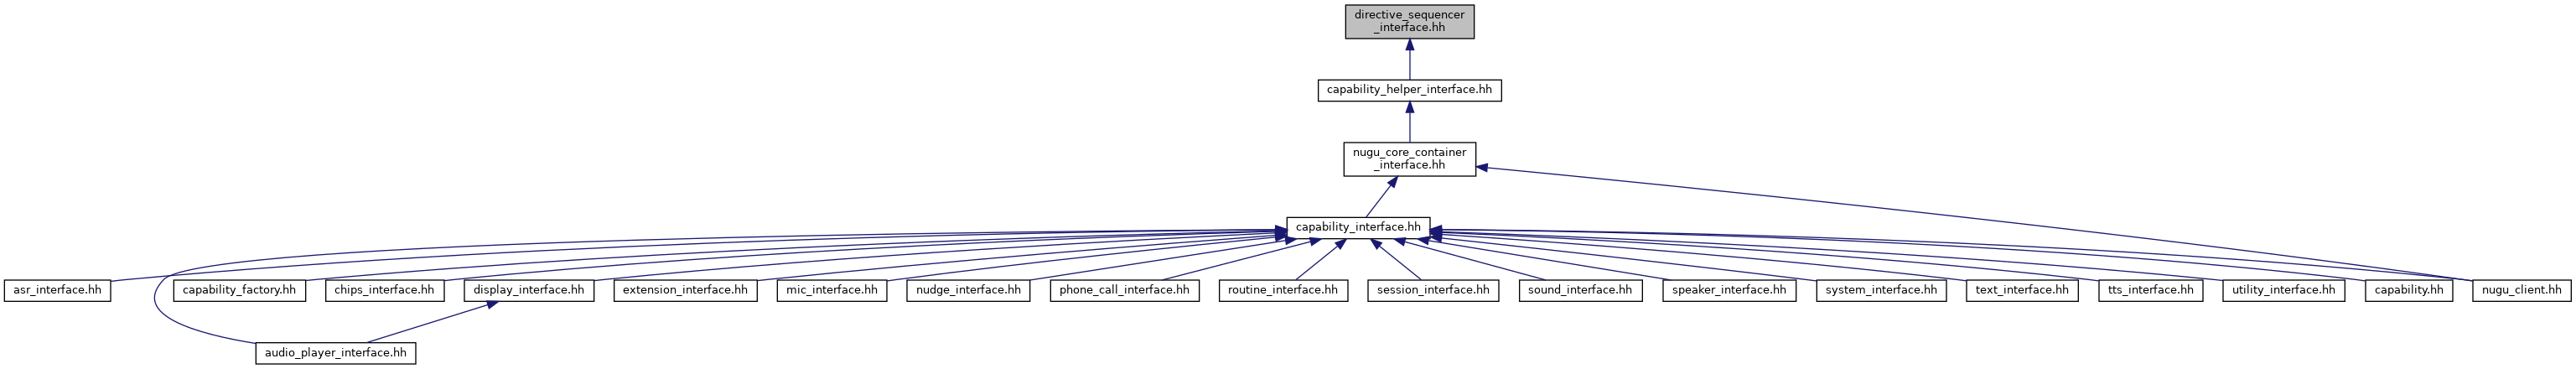 directive_sequencer
_interface.hh
capability_helper_interface.hh
nugu_core_container
_interface.hh
capability_interface.hh
asr_interface.hh
capability_factory.hh
chips_interface.hh
display_interface.hh
extension_interface.hh
mic_interface.hh
nudge_interface.hh
phone_call_interface.hh
routine_interface.hh
session_interface.hh
sound_interface.hh
speaker_interface.hh
system_interface.hh
text_interface.hh
tts_interface.hh
utility_interface.hh
capability.hh
nugu_client.hh
audio_player_interface.hh